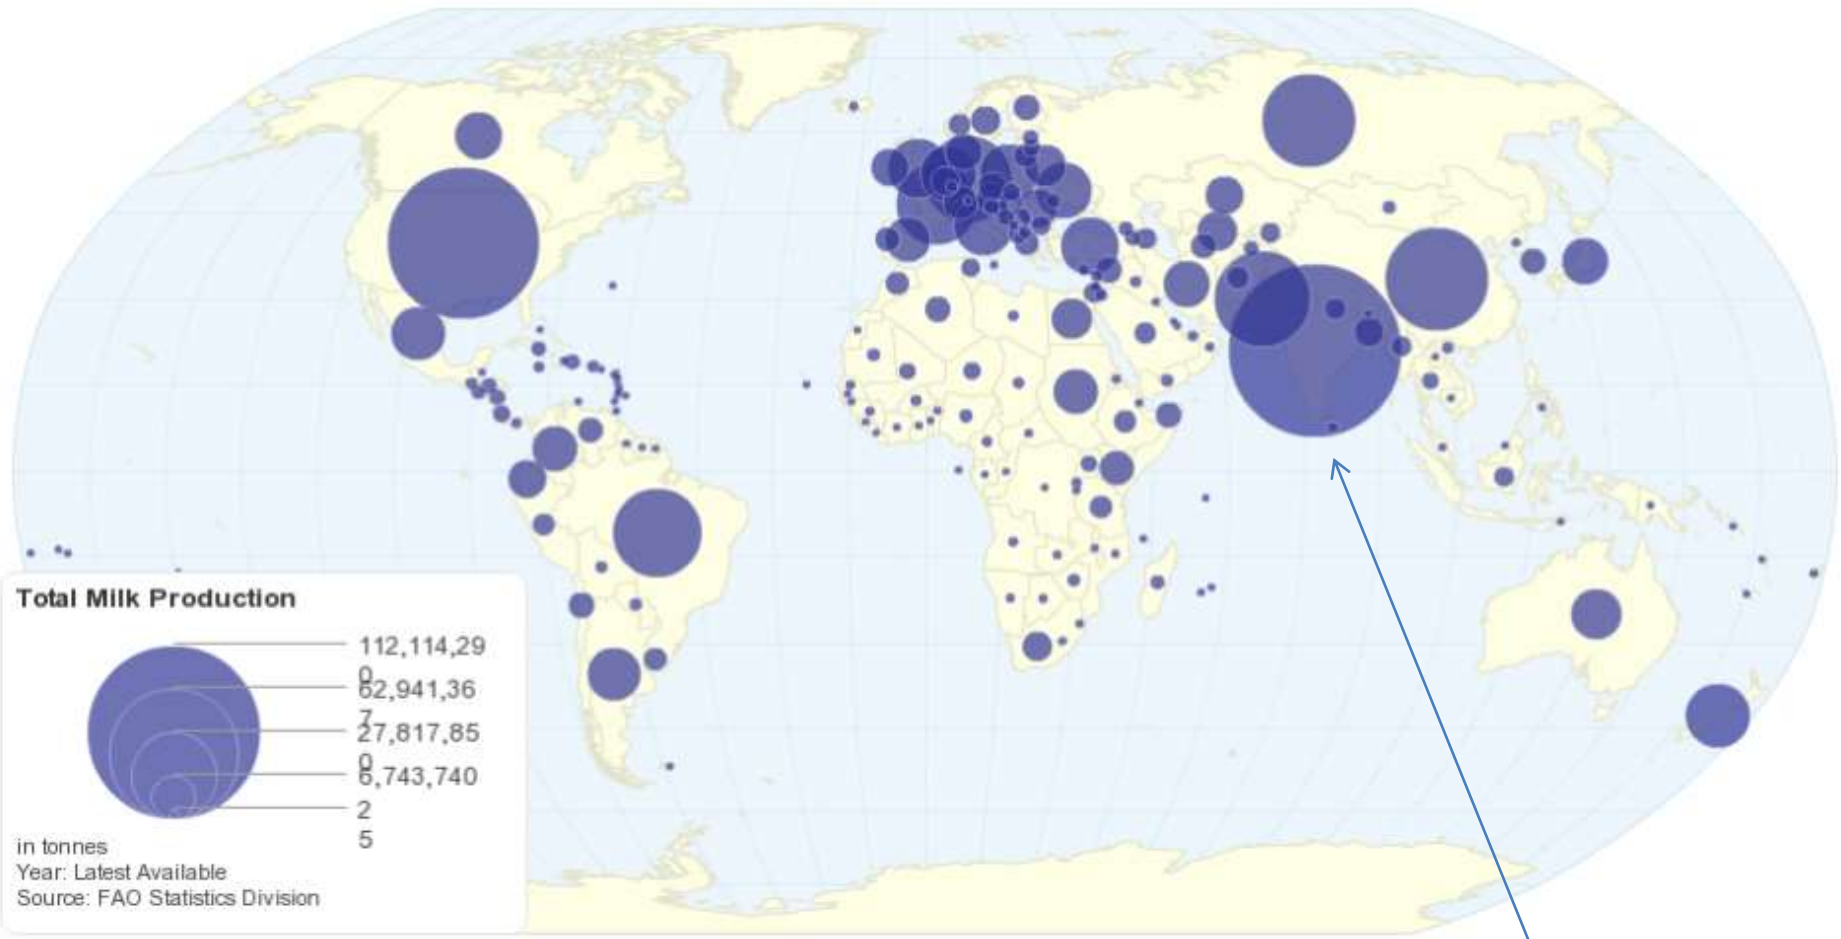 Total Milk Production
112,114,29
0
62,941,36
7
27,817,85
0
6,743,740
2
5
in tonnes
Year: Latest Available
Source: FAO Statistics Division